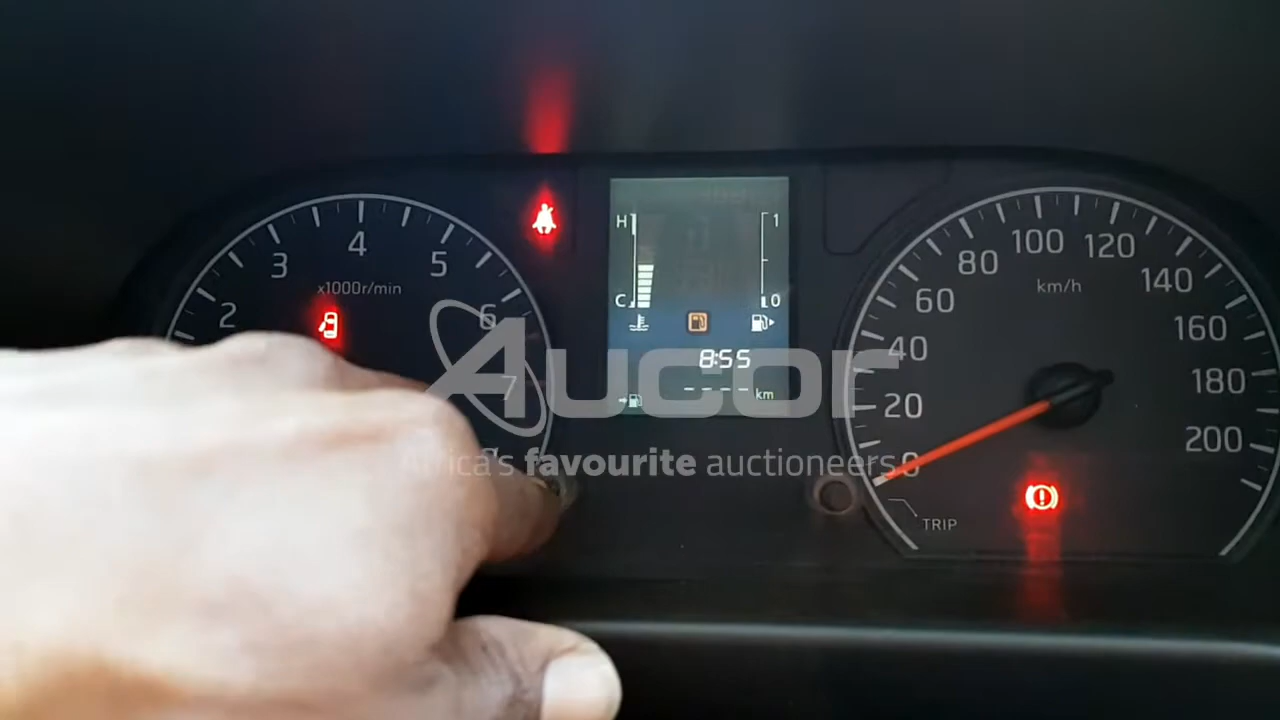 80 100 120
4
3 5
60 140
H 1
x1000r/min km/h
2 6 160
C 0
40 180
8:55
7 20 200
---- km
AUCOR
Africa's favourite auctioneers
0
TRIP